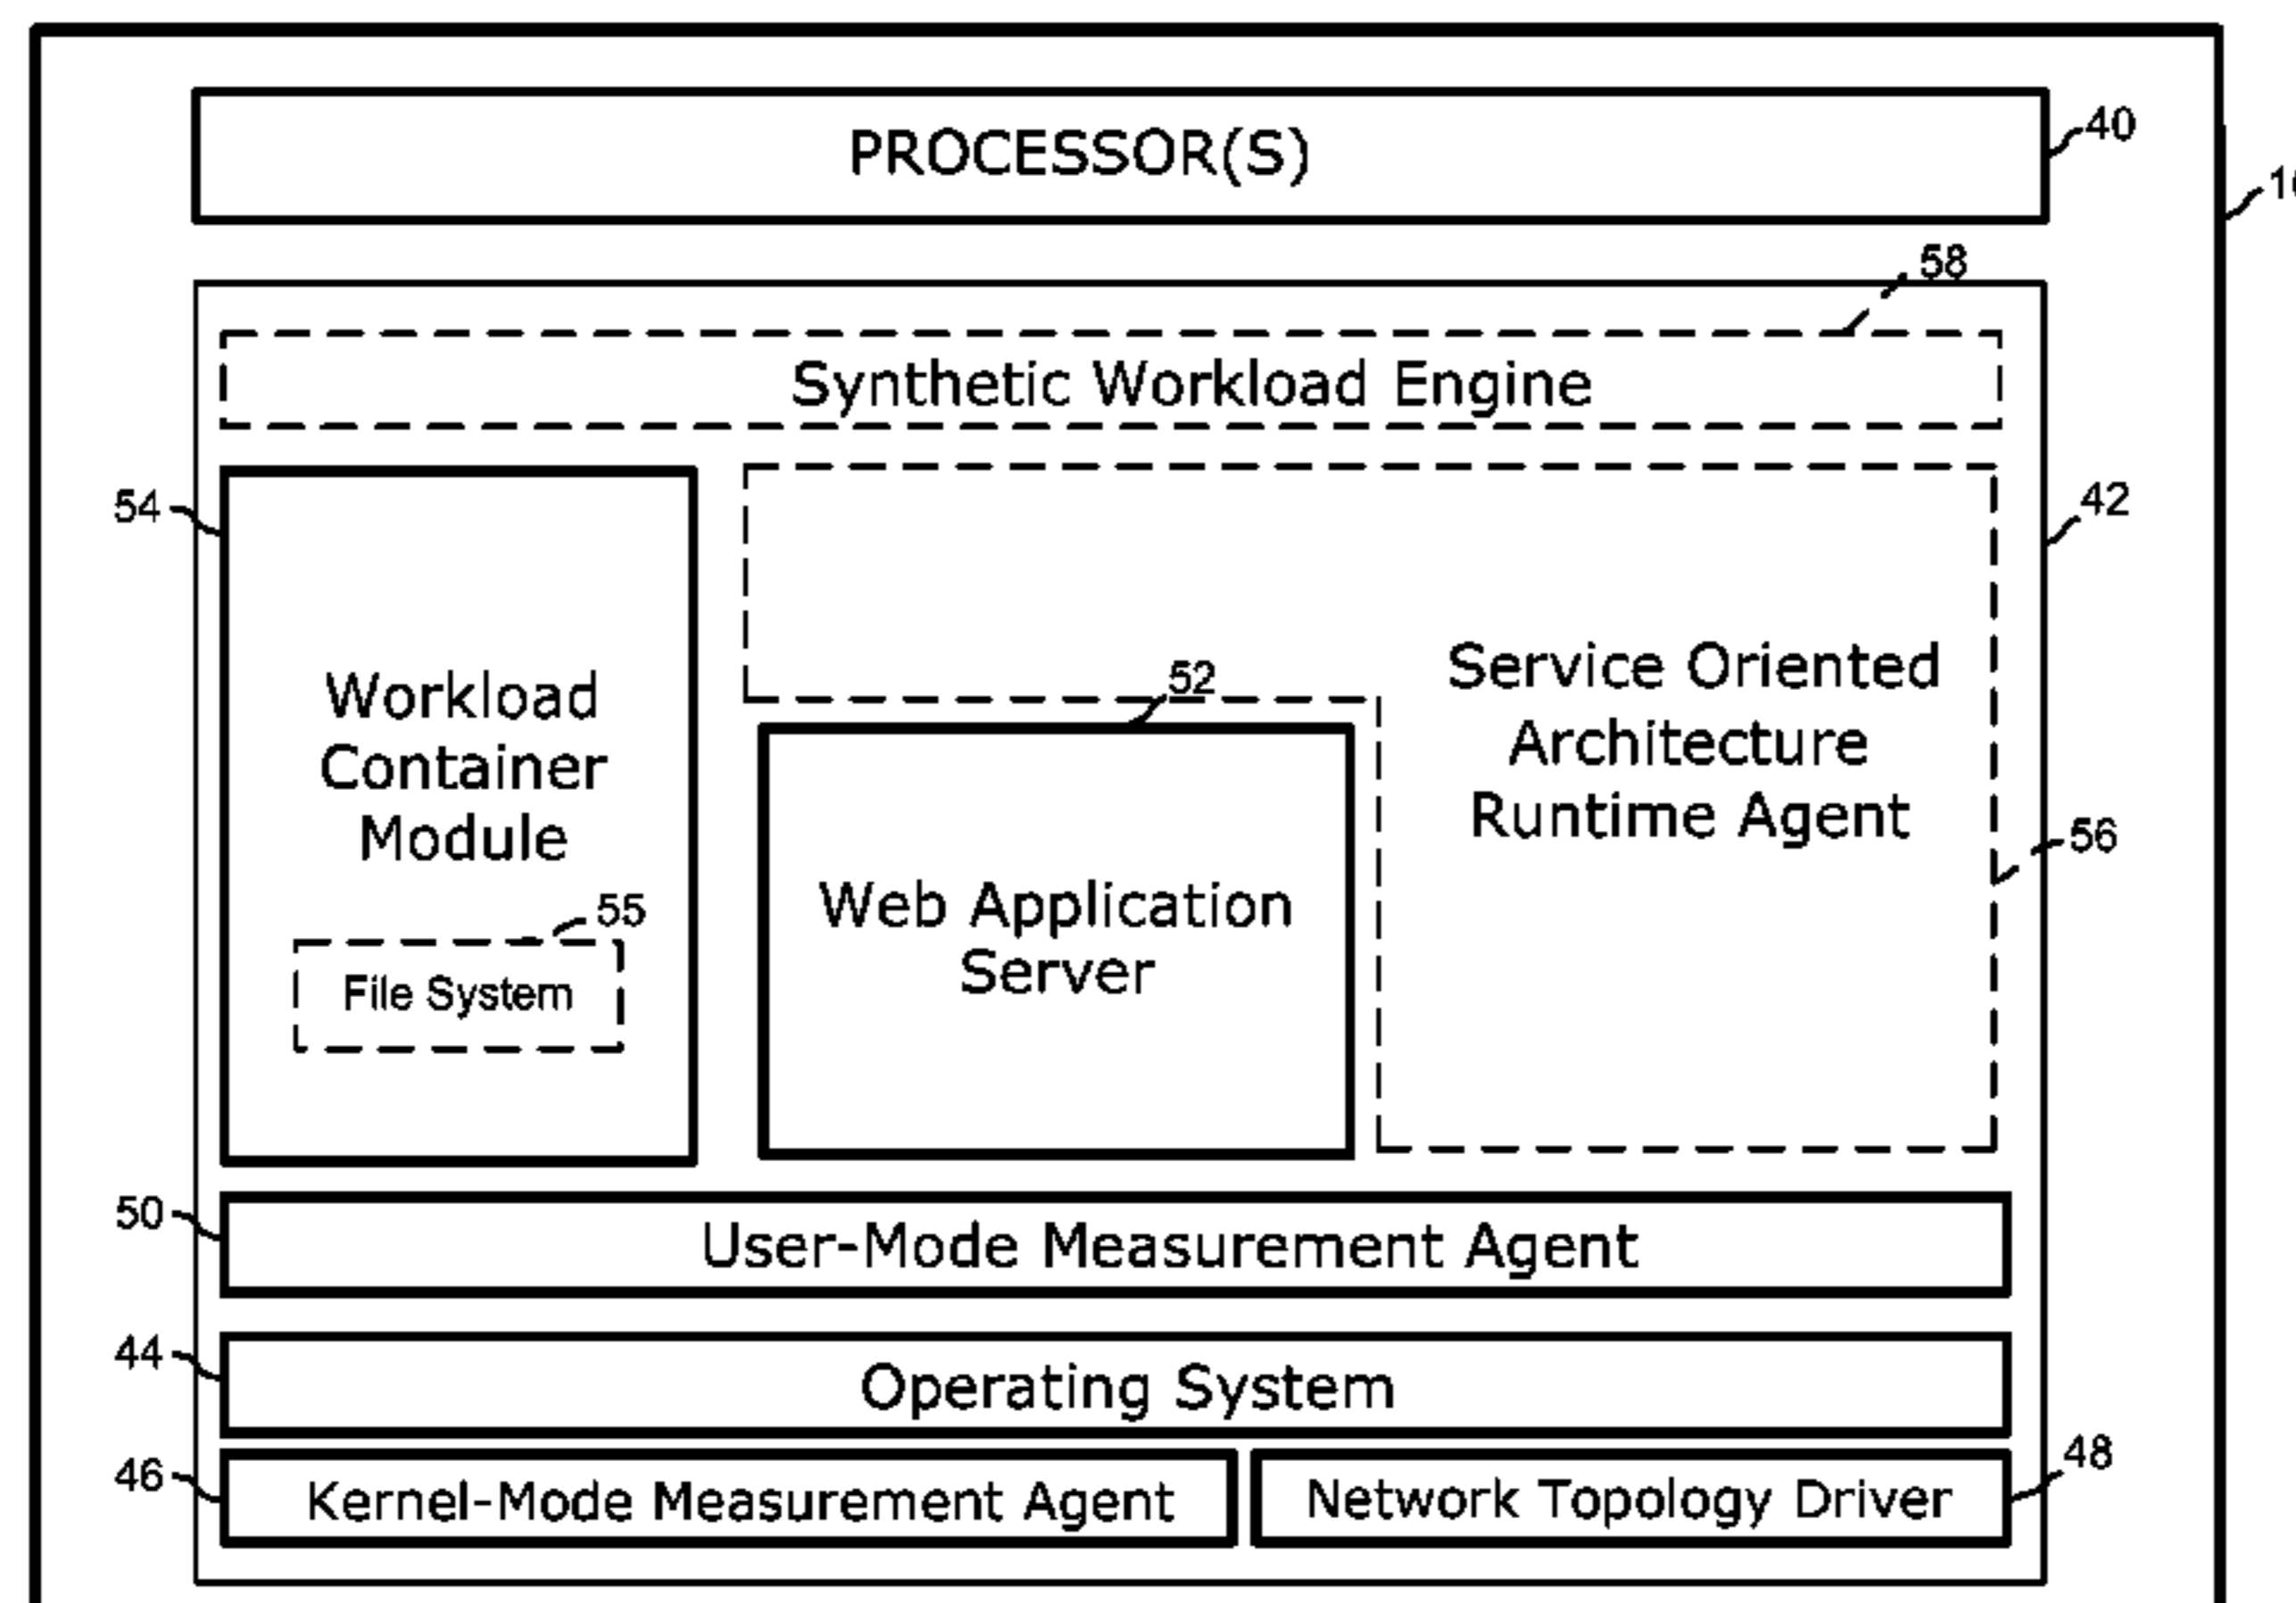 PROCESSOR(S)
40
58
Synthetic Workload Engine
54
42
Workload
Container
Module
Service Oriented
Architecture
Runtime Agent
52
56
Web Application
Server
55
File System
50
User-Mode Measurement Agent
44
Operating System
46
Kernel-Mode Measurement Agent
Network Topology Driver
48